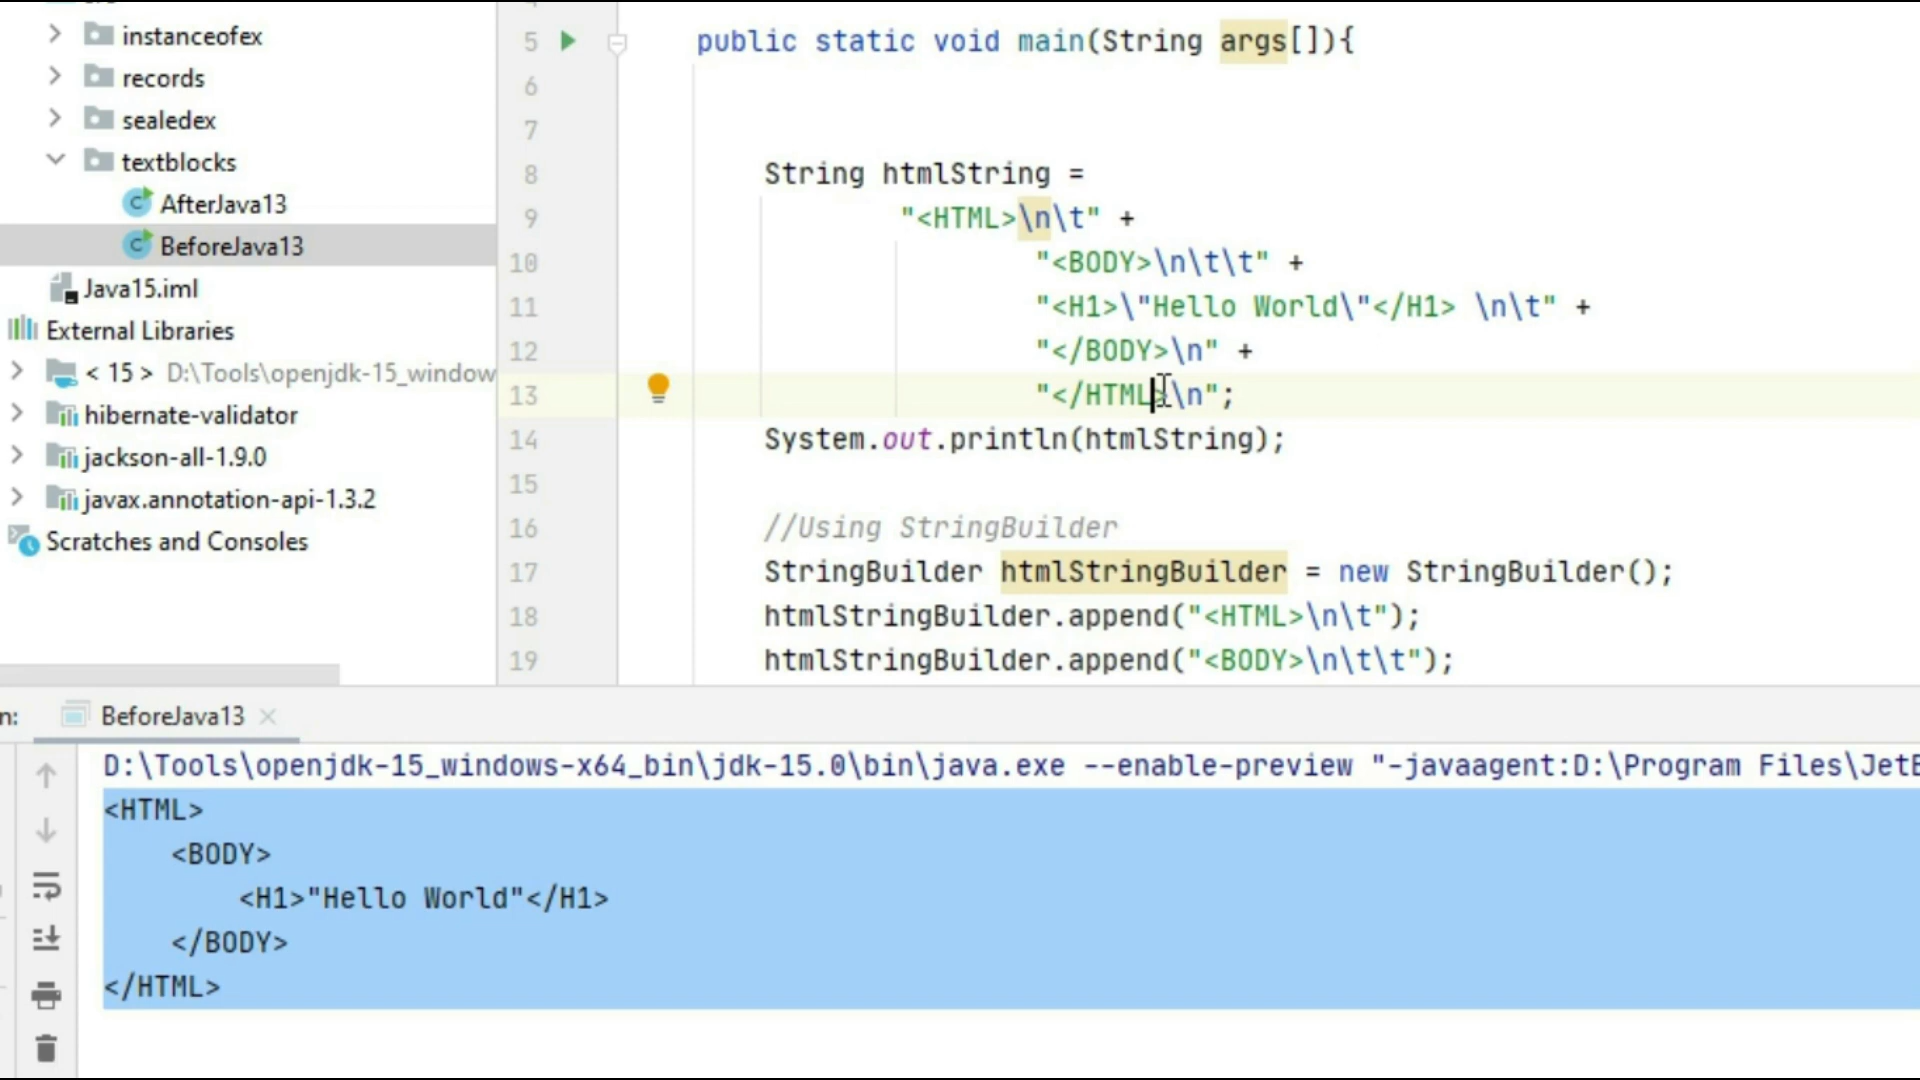 instanceofex
records
sealedex
textblocks
AfterJava13
BeforeJava13
Java15.iml
External Libraries
< 15 > D:\Tools\openjdk-15_window
hibernate-validator
jackson-all-1.9.0
javax.annotation-api-1.3.2
Scratches and Consoles
5 public static void main(String args[]){
6
7
8 String htmlString =
9 "<HTML>\n\t" +
10 "<BODY>\n\t\t" +
11 "<H1>\"Hello World\"</H1> \n\t" +
12 "</BODY>\n" +
13 "</HTML>\n";
14 System.out.println(htmlString);
15
16 //Using StringBuilder
17 StringBuilder htmlStringBuilder = new StringBuilder();
18 htmlStringBuilder.append("<HTML>\n\t");
19 htmlStringBuilder.append("<BODY>\n\t\t");
n: BeforeJava13
D:\Tools\openjdk-15_windows-x64_bin\jdk-15.0\bin\java.exe --enable-preview "-javaagent:D:\Program Files\JetB
<HTML>
<BODY>
<H1>"Hello World"</H1>
</BODY>
</HTML>